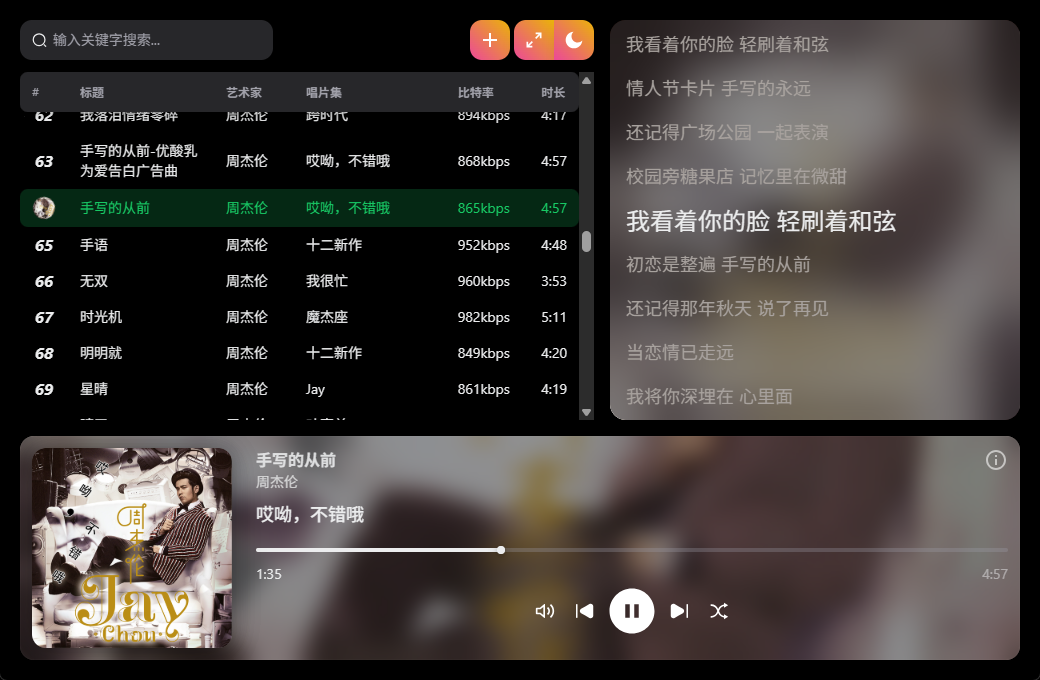 输入关键字搜索...
# 标题 艺术家 唱片集 比特率 时长
62 我落泪情绪零碎 周杰伦 跨时代 894kbps 4:17
63 手写的从前-优酸乳
为爱告白广告曲 周杰伦 哎呦，不错哦 868kbps 4:57
手写的从前 周杰伦 哎呦，不错哦 865kbps 4:57
65 手语 周杰伦 十二新作 952kbps 4:48
66 无双 周杰伦 我很忙 960kbps 3:53
67 时光机 周杰伦 魔杰座 982kbps 5:11
68 明明就 周杰伦 十二新作 849kbps 4:20
69 星晴 周杰伦 Jay 861kbps 4:19
我看着你的脸 轻刷着和弦
情人节卡片 手写的永远
还记得广场公园 一起表演
校园旁糖果店 记忆里在微甜
我看着你的脸 轻刷着和弦
初恋是整遍 手写的从前
还记得那年秋天 说了再见
当恋情已走远
我将你深埋在 心里面
哎
呦
不
错
哦
周
杰
伦
Jay
Chou
手写的从前
周杰伦
哎呦，不错哦
1:35
4:57